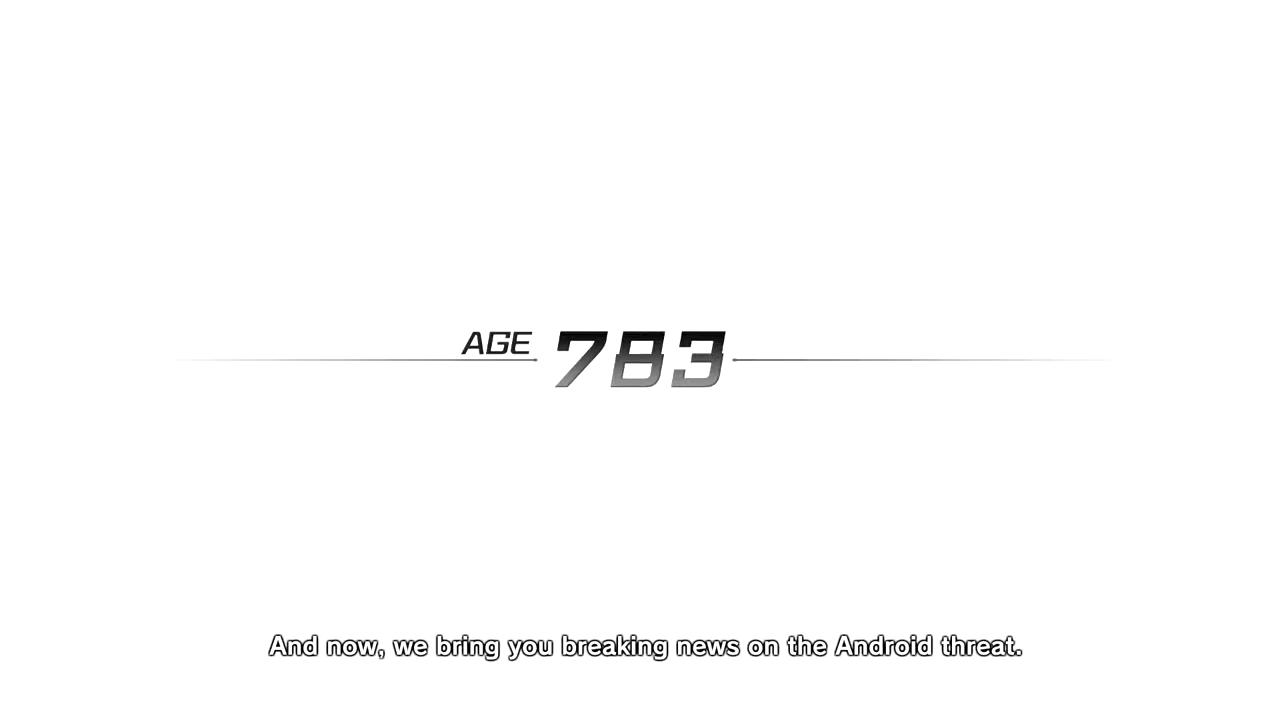 AGE 783
And now, we bring you breaking news on the Android threat.